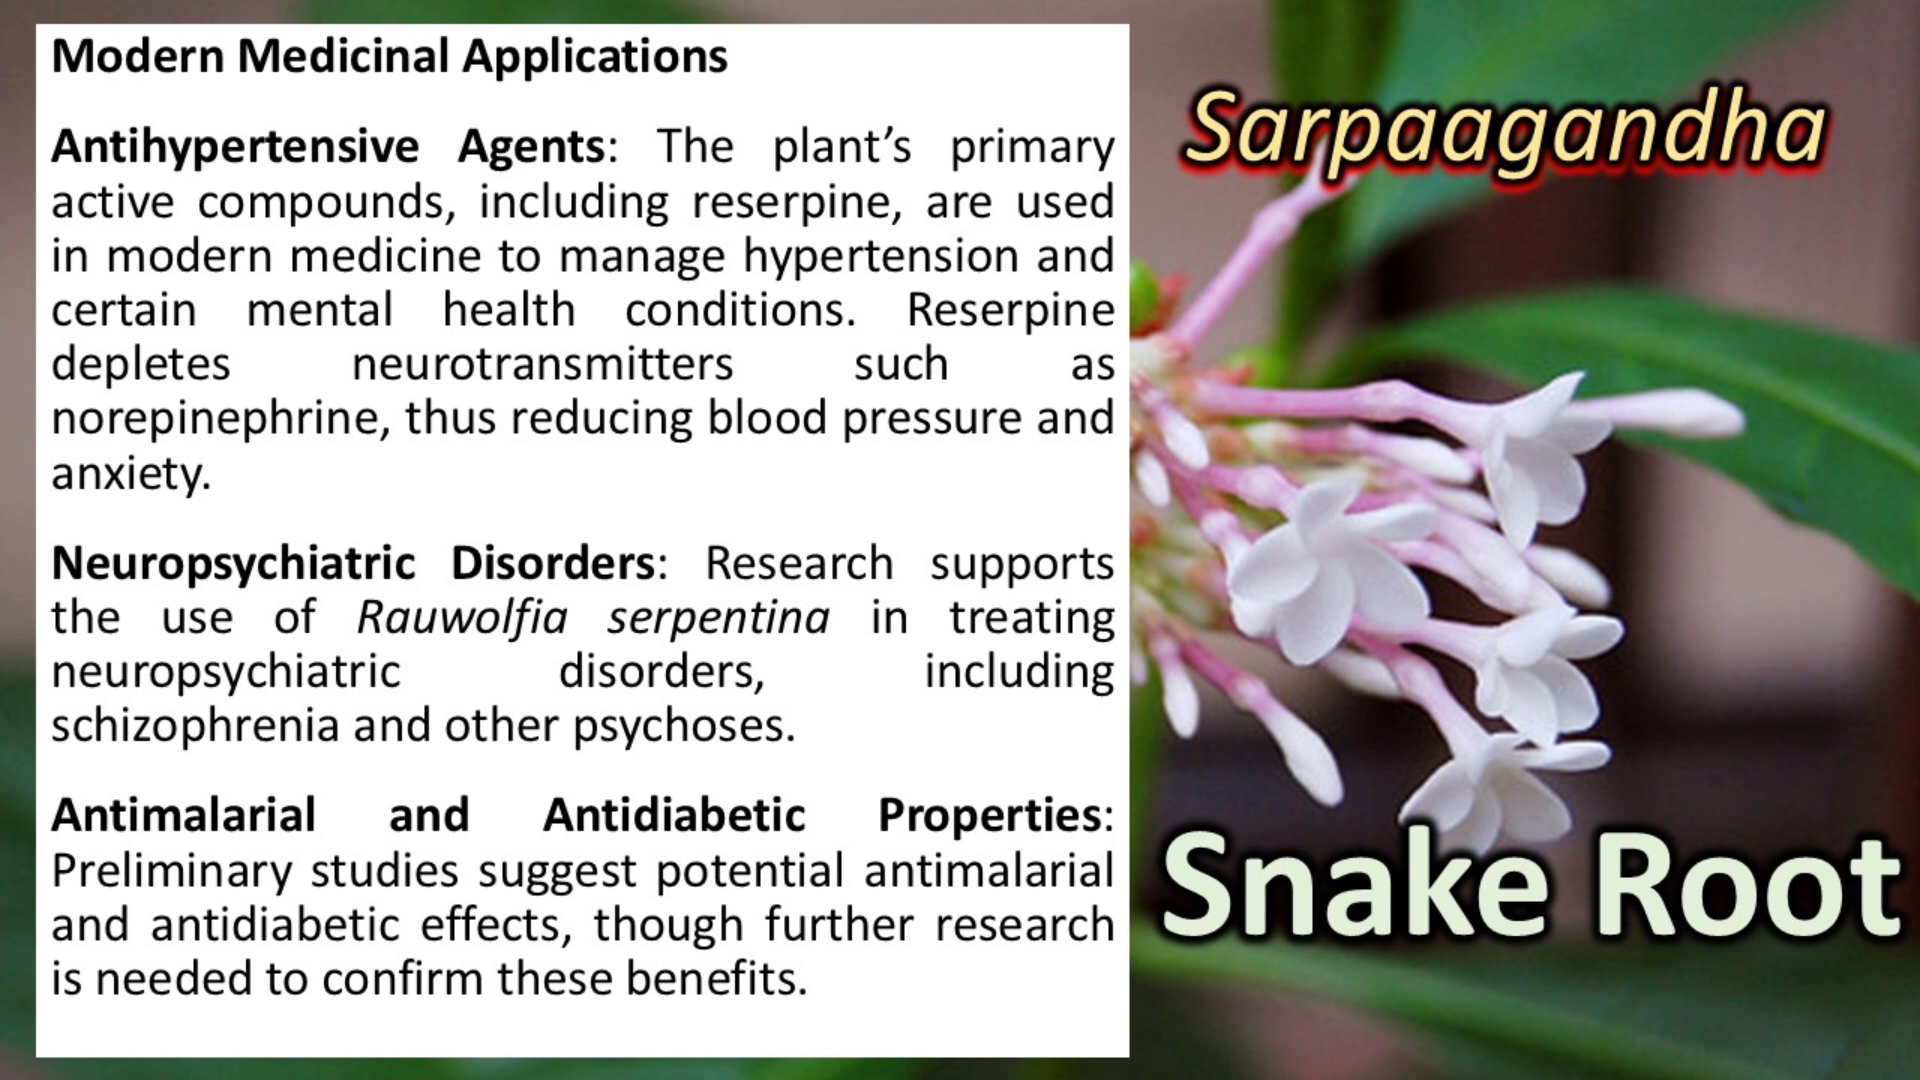 Modern Medicinal Applications
Antihypertensive Agents: The plant’s primary
active compounds, including reserpine, are used
in modern medicine to manage hypertension and
certain mental health conditions. Reserpine
depletes neurotransmitters such as
norepinephrine, thus reducing blood pressure and
anxiety.
Neuropsychiatric Disorders: Research supports
the use of Rauwolfia serpentina in treating
neuropsychiatric disorders, including
schizophrenia and other psychoses.
Antimalarial and Antidiabetic Properties:
Preliminary studies suggest potential antimalarial
and antidiabetic effects, though further research
is needed to confirm these benefits.
Sarpaagandha
Snake Root